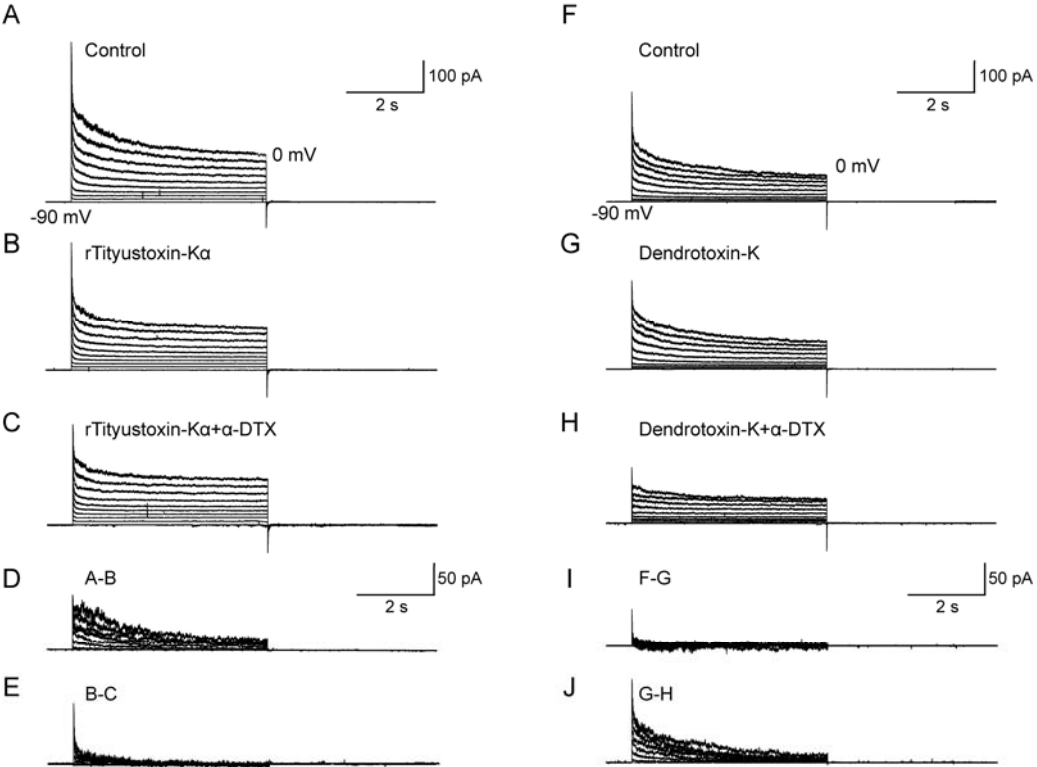 A
Control
100 pA
2 s
0 mV
-90 mV
B
rTityustoxin-Kα
C
rTityustoxin-Kα+α-DTX
D
A-B
50 pA
2 s
E
B-C
F
Control
100 pA
2 s
0 mV
-90 mV
G
Dendrotoxin-K
H
Dendrotoxin-K+α-DTX
I
F-G
50 pA
2 s
J
G-H